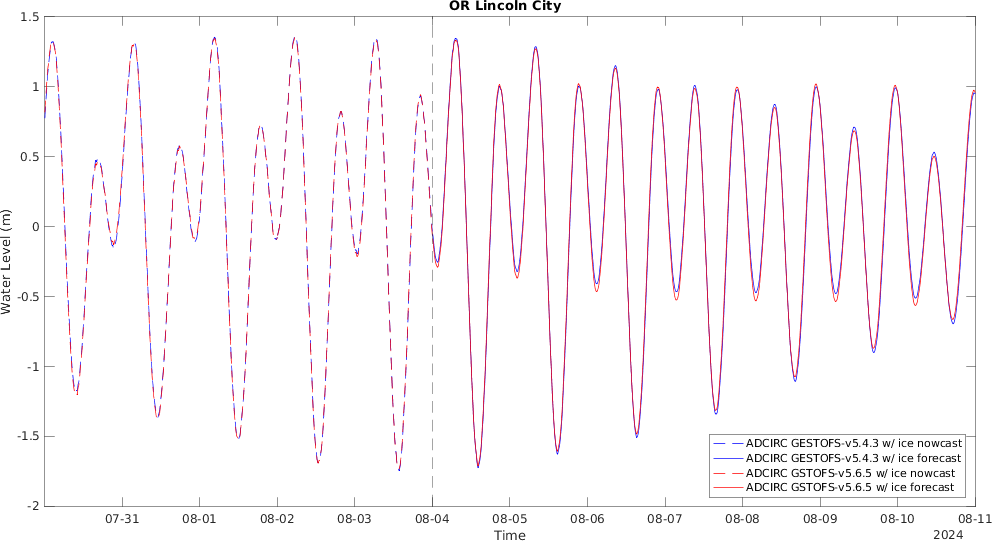 OR Lincoln City
1.5
1
0.5
0
-0.5
-1
-1.5
-2
Water Level (m)
ADCIRC GESTOFS-v5.4.3 w/ ice nowcast
ADCIRC GESTOFS-v5.4.3 w/ ice forecast
ADCIRC GSTOFS-v5.6.5 w/ ice nowcast
ADCIRC GSTOFS-v5.6.5 w/ ice forecast
07-31 08-01 08-02 08-03 08-04 08-05 08-06 08-07 08-08 08-09 08-10 08-11
Time
2024